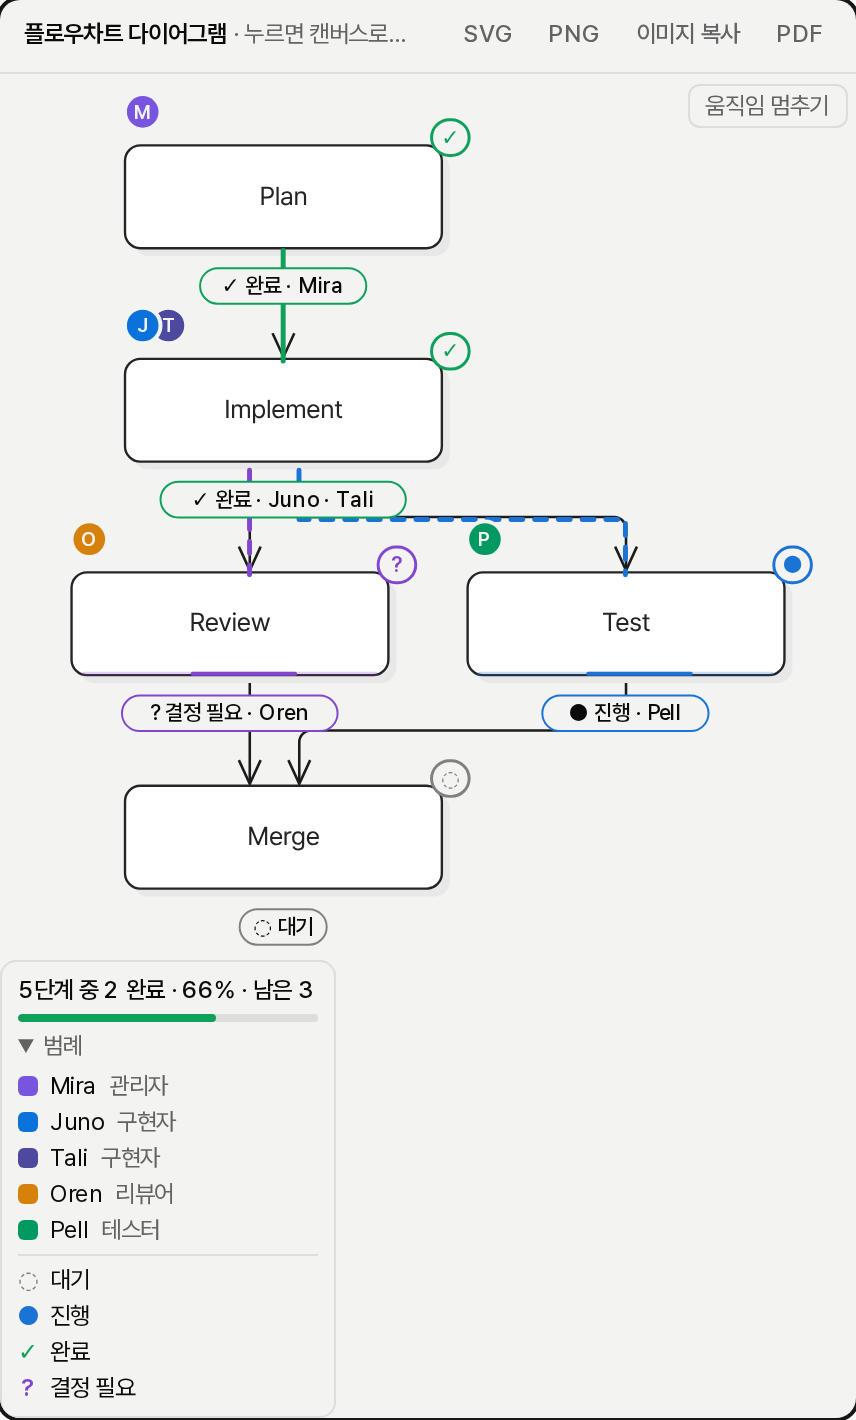 플로우차트 다이어그램 · 누르면 캔버스로... SVG PNG 이미지 복사 PDF
움직임 멈추기
M
✓
Plan
✓ 완료 · Mira
J T
✓
Implement
✓ 완료 · Juno · Tali
O P
?
Review Test
? 결정 필요 · Oren ● 진행 · Pell
Merge
대기
5단계 중 2 완료 · 66% · 남은 3
▼ 범례
Mira 관리자
Juno 구현자
Tali 구현자
Oren 리뷰어
Pell 테스터
대기
진행
✓ 완료
? 결정 필요